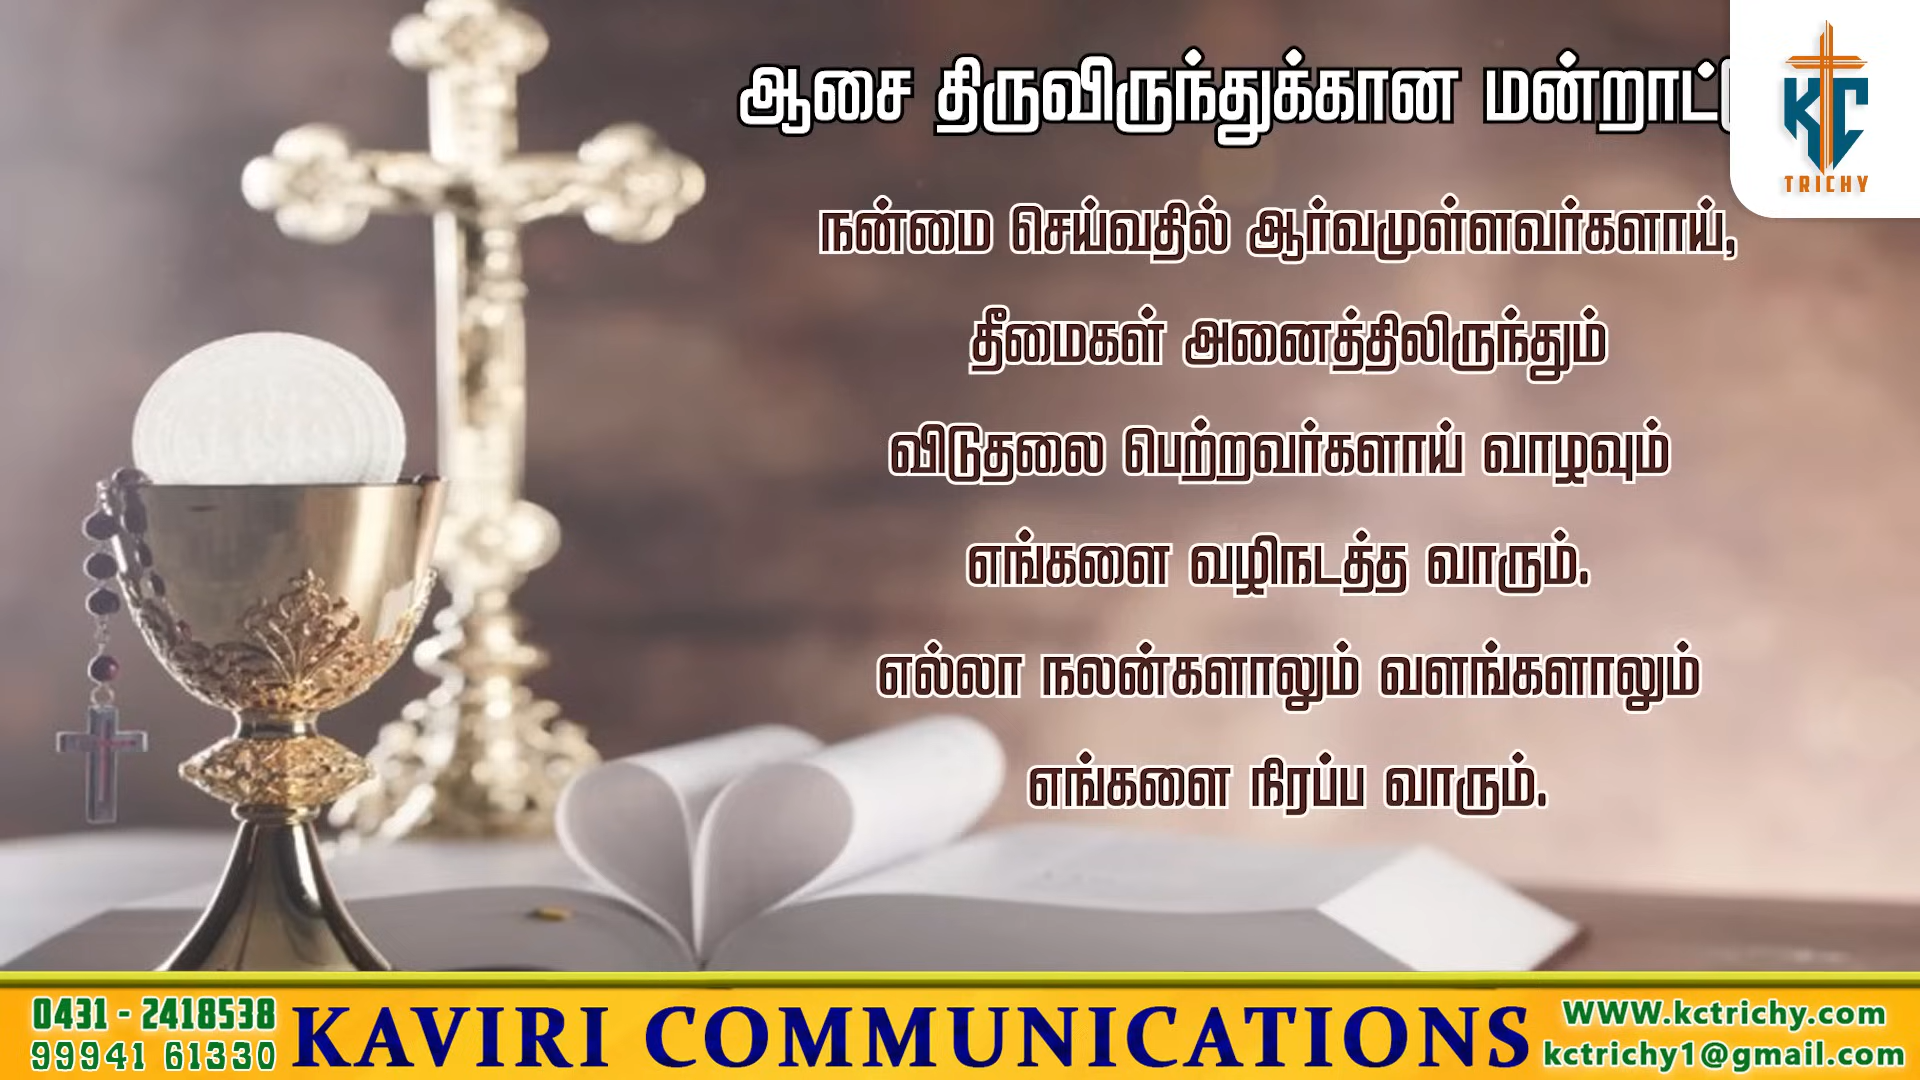 ஆசை திருவிருந்துக்கான
நன்மை செய்வதில் ஆர்வமுள்ளவர்களாய்,
தீமைகள் அனைத்திலிருந்தும்
விடுதலை பெற்றவர்களாய் வாழவும்
எங்களை வழிநடத்த வாரும்.
எல்லா நலன்களாலும் வளங்களாலும்
எங்களை நிரப்ப வாரும்.
KTC
TRICHY
0431 - 2418538
99941 61330
KAVIRI COMMUNICATIONS
www.kctrichy.com
kctrichy1@gmail.com